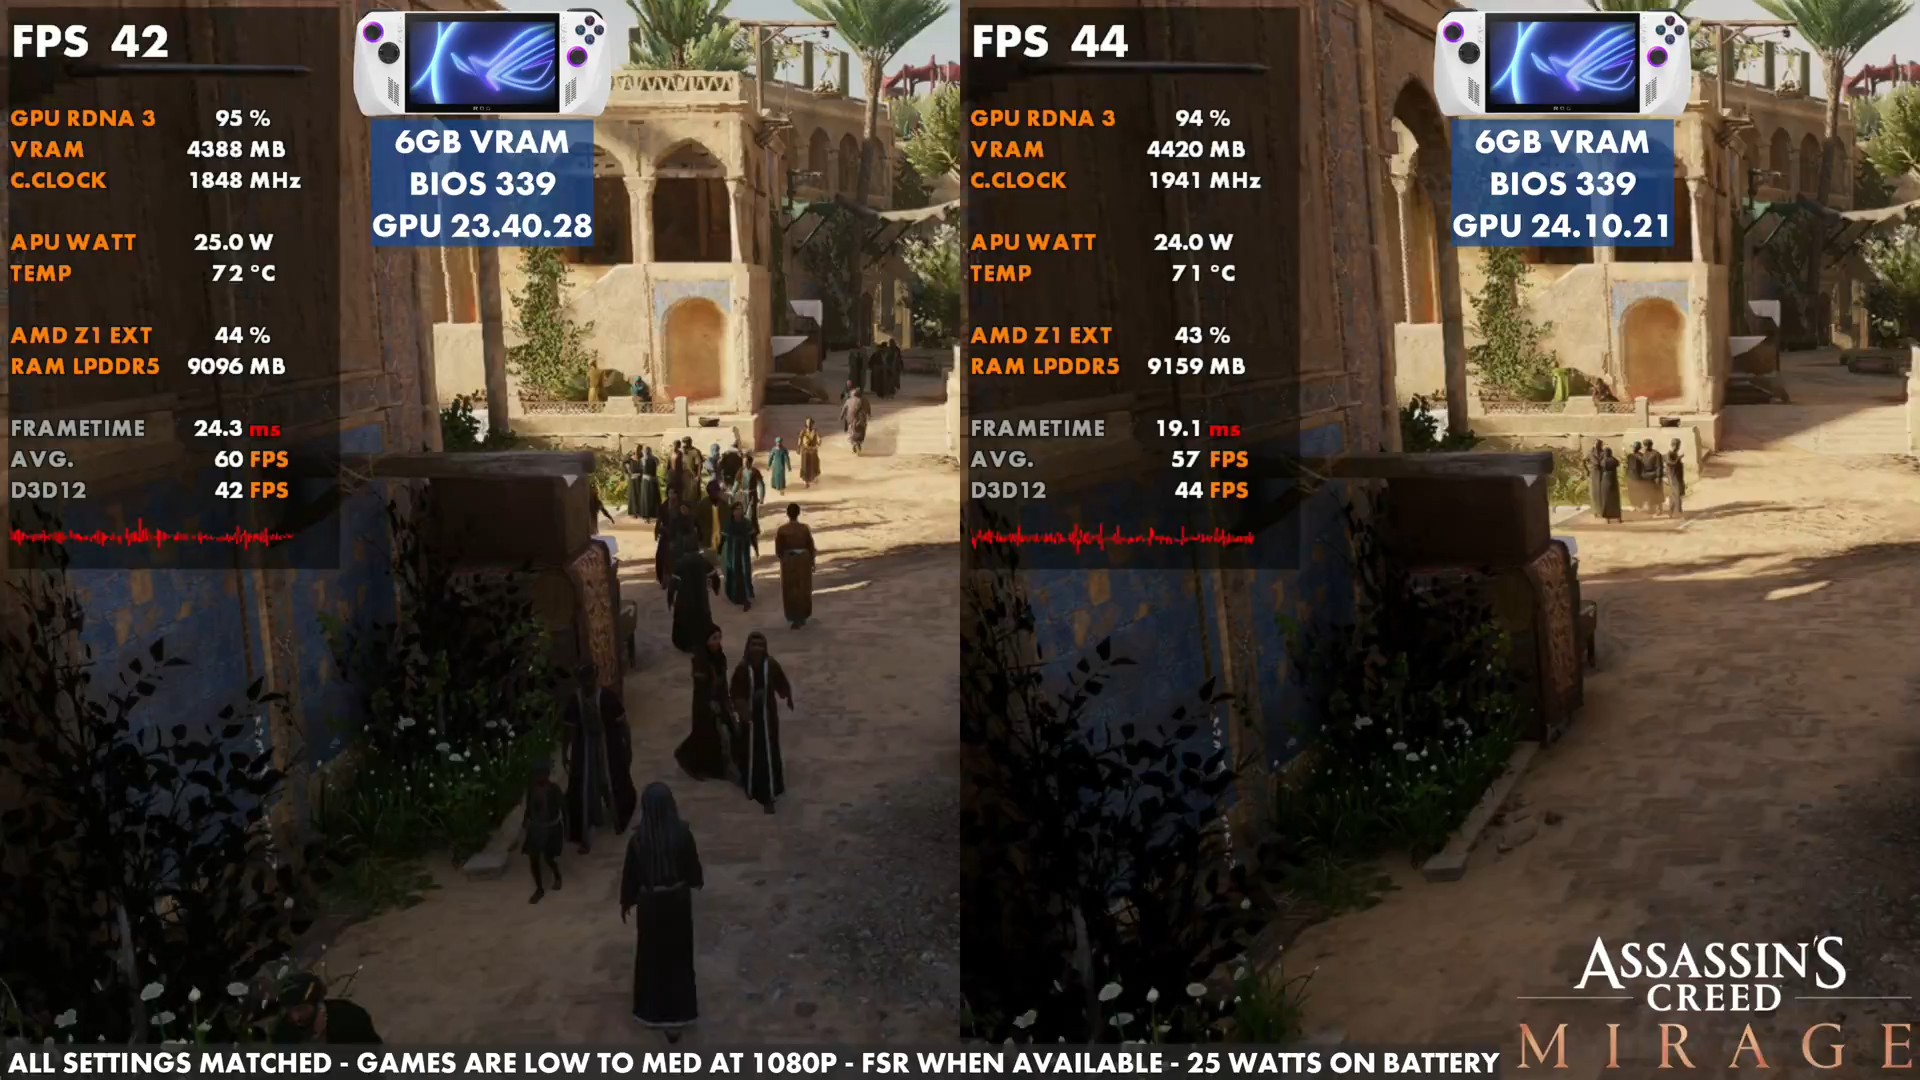 FPS 42
GPU RDNA 3 95 %
VRAM 4388 MB
C.CLOCK 1848 MHz
APU WATT 25.0 W
TEMP 72 °C
AMD Z1 EXT 44 %
RAM LPDDR5 9096 MB
FRAMETIME 24.3 ms
AVG. 60 FPS
D3D12 42 FPS
6GB VRAM
BIOS 339
GPU 23.40.28
FPS 44
GPU RDNA 3 94 %
VRAM 4420 MB
C.CLOCK 1941 MHz
APU WATT 24.0 W
TEMP 71 °C
AMD Z1 EXT 43 %
RAM LPDDR5 9159 MB
FRAMETIME 19.1 ms
AVG. 57 FPS
D3D12 44 FPS
6GB VRAM
BIOS 339
GPU 24.10.21
ASSASSIN'S
CREED
MIRAGE
ALL SETTINGS MATCHED - GAMES ARE LOW TO MED AT 1080P - FSR WHEN AVAILABLE - 25 WATTS ON BATTERY